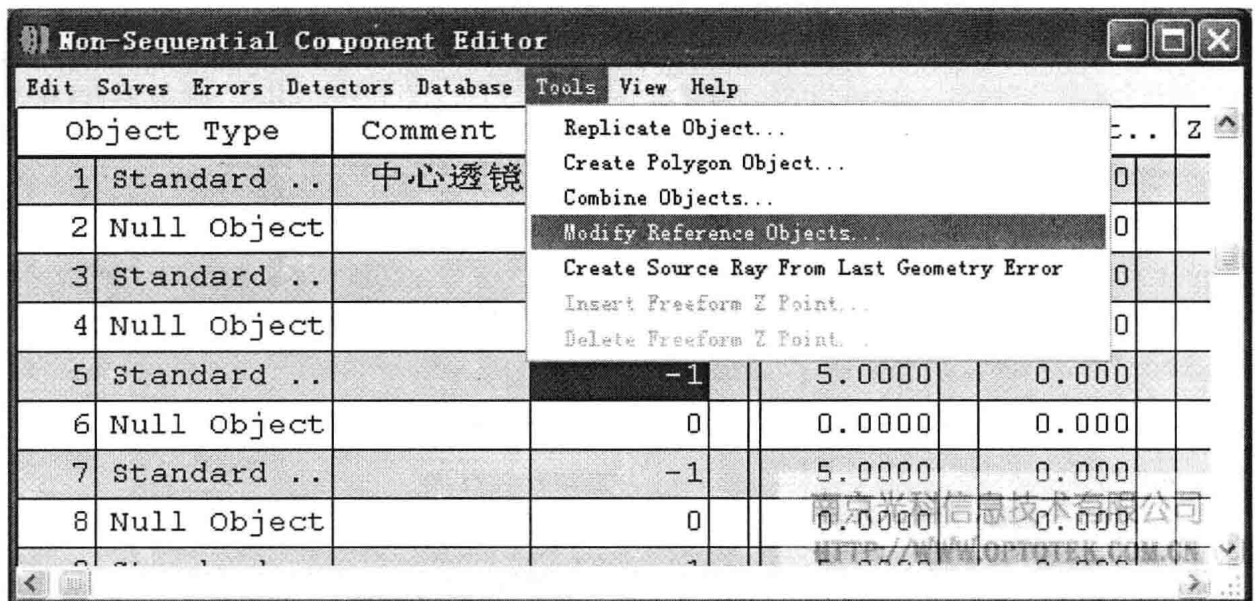 Non-Sequential Component Editor
Edit Solves Errors Detectors Database Tools View Help
Object Type Comment t.. Z
Replicate Object...
Create Polygon Object...
Combine Objects...
Modify Reference Objects...
Create Source Ray From Last Geometry Error
Insert Freeform Z Point...
Delete Freeform Z Point...
1 Standard .. 中心透镜 0
2 Null Object 0
3 Standard .. 0
4 Null Object 0
5 Standard .. -1 5.0000 0.000
6 Null Object 0 0.0000 0.000
7 Standard .. -1 5.0000 0.000
8 Null Object 0 0.0000 0.000
南京光科信息技术有限公司
HTTP://WWW.OPTOTEK.COM.CN